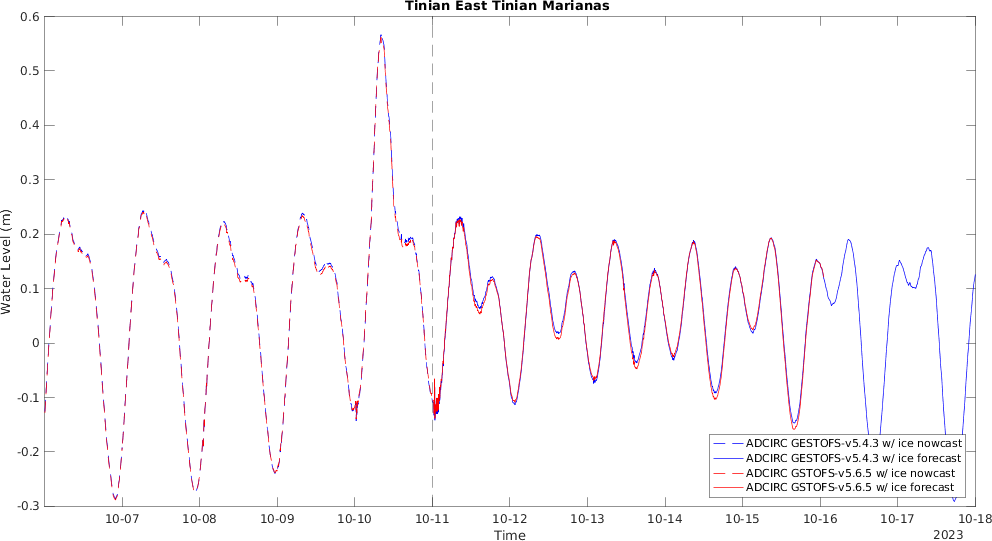 Tinian East Tinian Marianas
0.6
0.5
0.4
0.3
0.2
0.1
0
-0.1
-0.2
-0.3
Water Level (m)
10-07 10-08 10-09 10-10 10-11 10-12 10-13 10-14 10-15 10-16 10-17 10-18
Time
2023
ADCIRC GESTOFS-v5.4.3 w/ ice nowcast
ADCIRC GESTOFS-v5.4.3 w/ ice forecast
ADCIRC GSTOFS-v5.6.5 w/ ice nowcast
ADCIRC GSTOFS-v5.6.5 w/ ice forecast